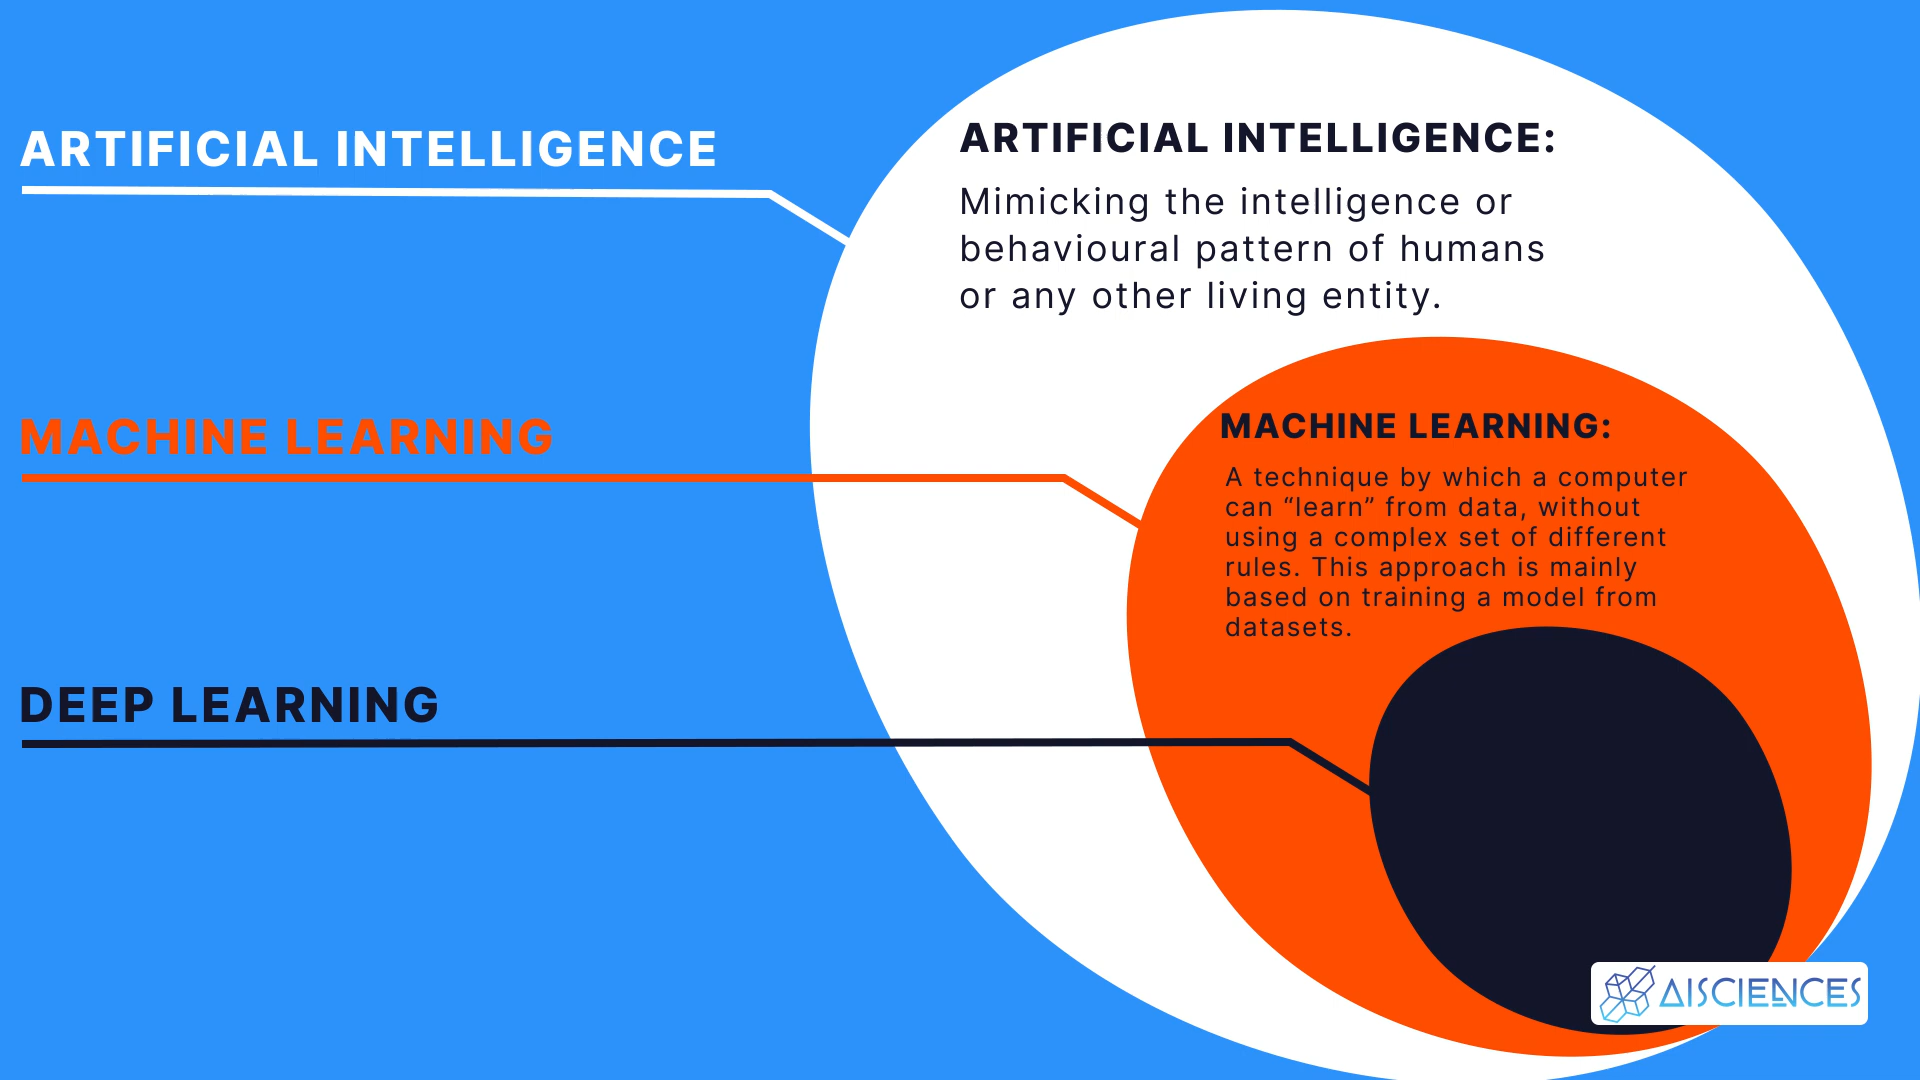 ARTIFICIAL INTELLIGENCE
ARTIFICIAL INTELLIGENCE:
Mimicking the intelligence or
behavioural pattern of humans
or any other living entity.
MACHINE LEARNING
MACHINE LEARNING:
A technique by which a computer
can “learn” from data, without
using a complex set of different
rules. This approach is mainly
based on training a model from
datasets.
DEEP LEARNING
AISCIENCES